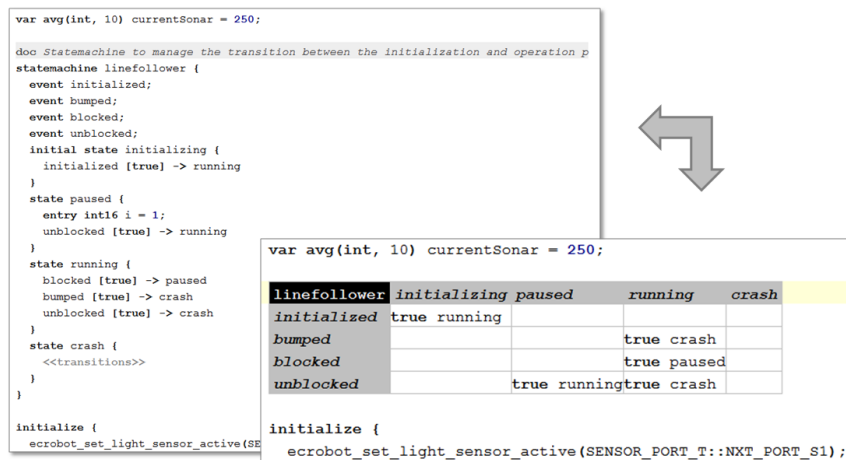 var avg(int, 10) currentSonar = 250;
doc Statemachine to manage the transition between the initialization and operation p
statemachine linefollower {
event initialized;
event bumped;
event blocked;
event unblocked;
initial state initializing {
initialized [true] -> running
}
state paused {
entry int16 i = 1;
unblocked [true] -> running
}
state running {
blocked [true] -> paused
bumped [true] -> crash
unblocked [true] -> crash
}
state crash {
<<transitions>>
}
}
initialize {
ecrobot_set_light_sensor_active(SE
var avg(int, 10) currentSonar = 250;
linefollower initializing paused running crash
initialized true running
bumped true crash
blocked true paused
unblocked true running true crash
initialize {
ecrobot_set_light_sensor_active(SENSOR_PORT_T::NXT_PORT_S1);